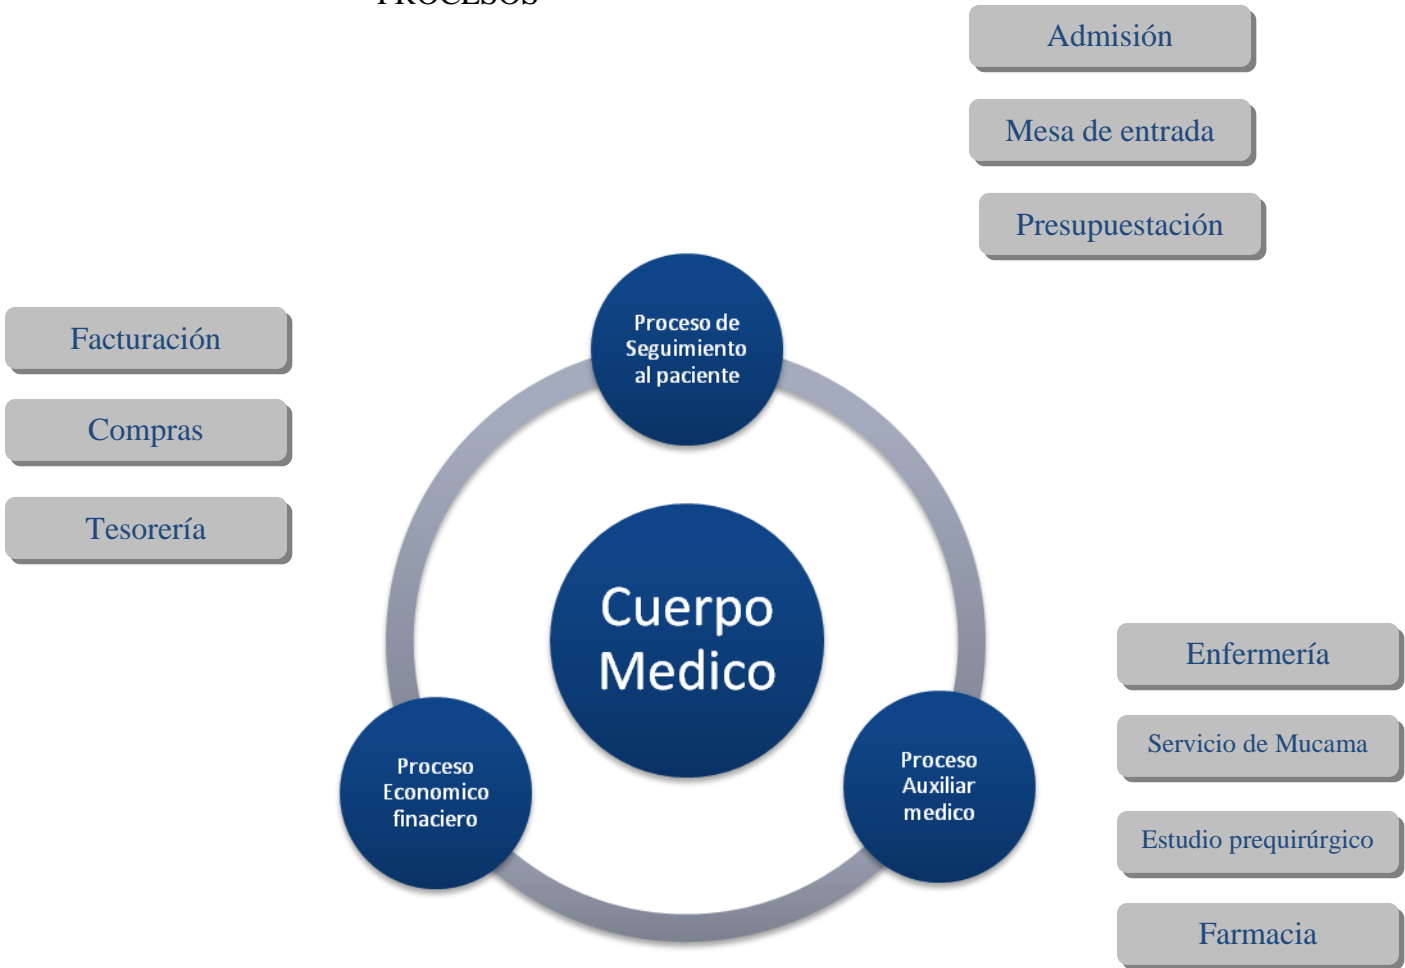 PROCESOS
Admisión
Mesa de entrada
Presupuestación
Facturación
Compras
Tesorería
Proceso de
Seguimiento
al paciente
Cuerpo
Medico
Proceso
Economico
finaciero
Proceso
Auxiliar
medico
Enfermería
Servicio de Mucama
Estudio prequirúrgico
Farmacia